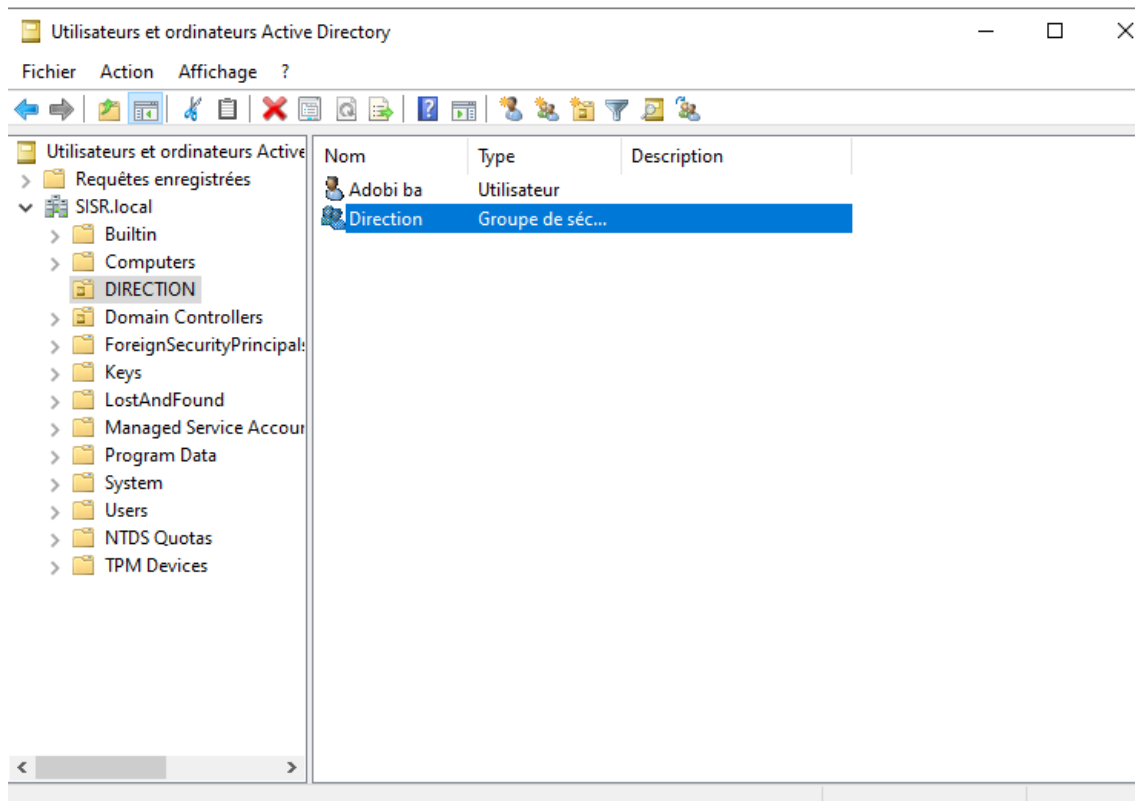 Utilisateurs et ordinateurs Active Directory
Fichier Action Affichage ?
Utilisateurs et ordinateurs Active
Requêtes enregistrées
SISR.local
Builtin
Computers
DIRECTION
Domain Controllers
ForeignSecurityPrincipals
Keys
LostAndFound
Managed Service Accoun
Program Data
System
Users
NTDS Quotas
TPM Devices
Nom Type Description
Adobi ba Utilisateur
Direction Groupe de séc...